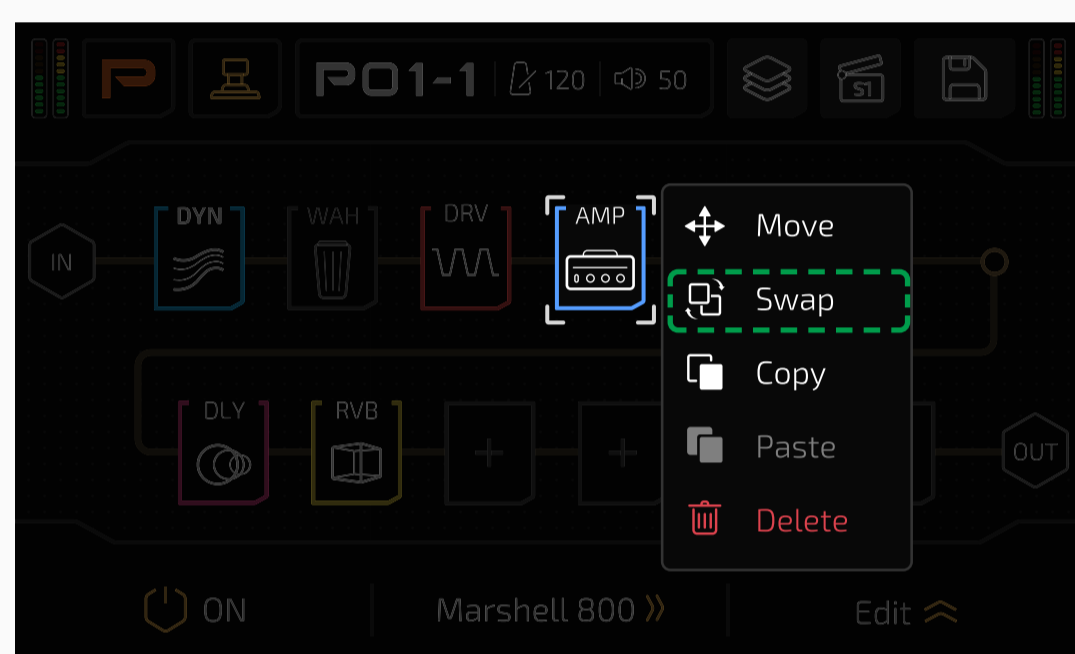 P01-1 120 50 S1
DYN WAH DRV AMP
IN
Move
Swap
Copy
Paste
Delete
DLY RVB
OUT
ON Marshell 800 Edit